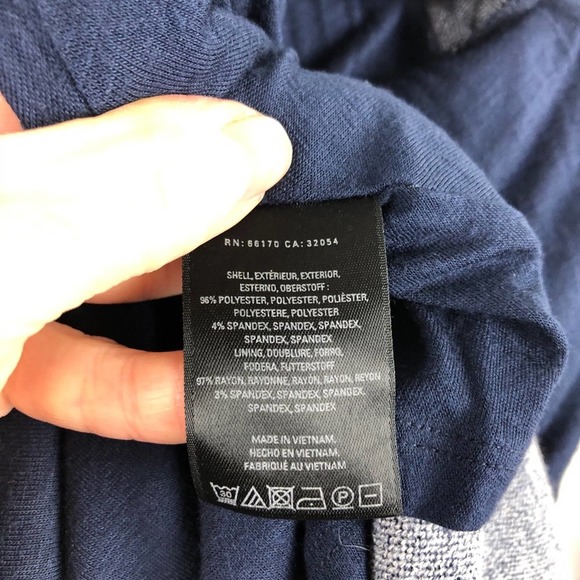 RN: 66170 CA: 32054
SHELL, EXTÉRIEUR, EXTERIOR,
ESTERNO, OBERSTOFF :
96% POLYESTER, POLYESTER, POLIÈSTER,
POLYESTERE, POLYESTER
4% SPANDEX, SPANDEX, SPANDEX,
SPANDEX, SPANDEX
LINING, DOUBLURE, FORRO,
FODERA, FUTTERSTOFF
97% RAYON, RAYONNE, RAYON, RAYON, REYON
3% SPANDEX, SPANDEX, SPANDEX,
SPANDEX, SPANDEX
MADE IN VIETNAM.
HECHO EN VIETNAM.
FABRIQUÉ AU VIETNAM.
30 P